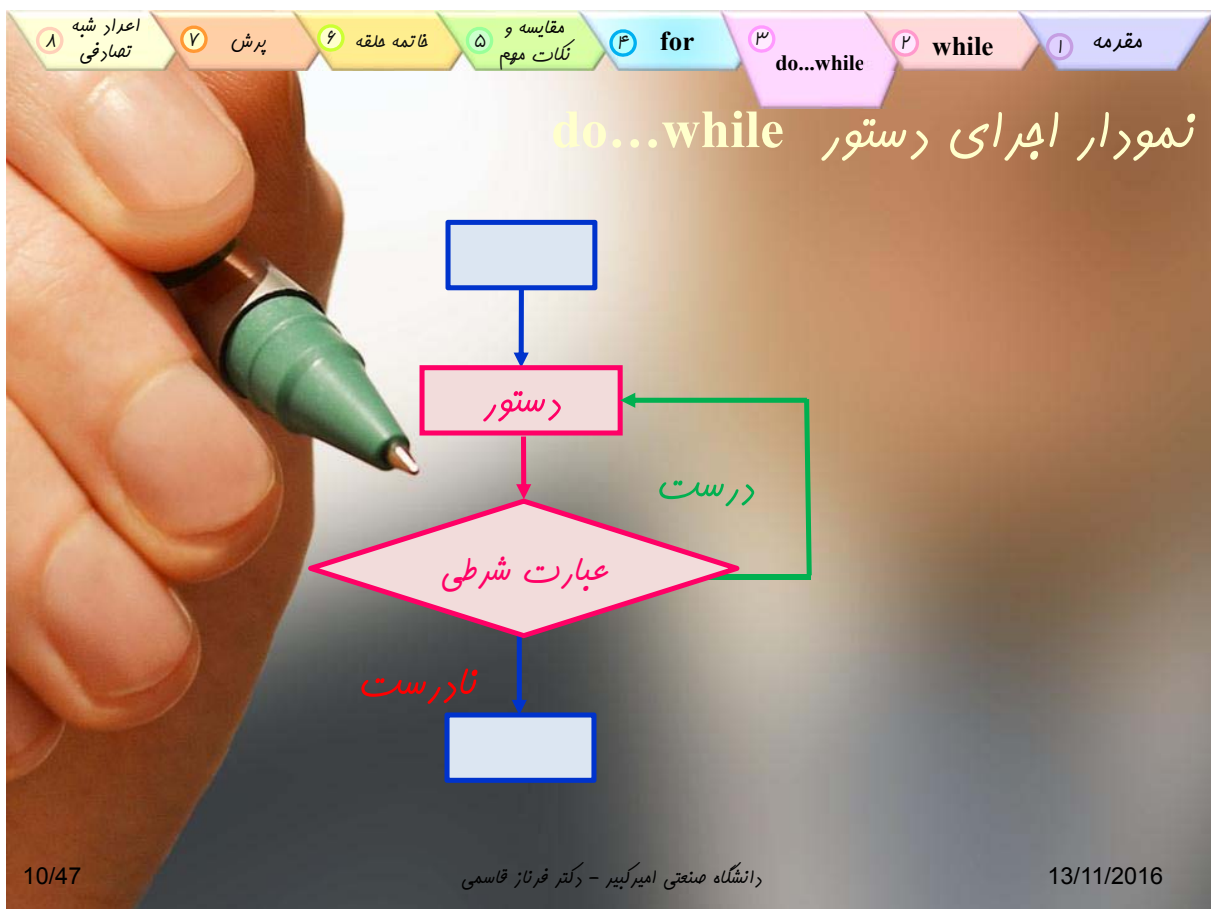 مقدمه ۱
while ۲
۳
do...while
for ۴
مقایسه و
نکات مهم ۵
خاتمه حلقه ۶
پرش ۷
اعداد شبه
تصادفی ۸
نمودار اجرای دستور do...while
دستور
درست
عبارت شرطی
نادرست
10/47
دانشگاه صنعتی امیرکبیر – دکتر فرناز قاسمی
13/11/2016